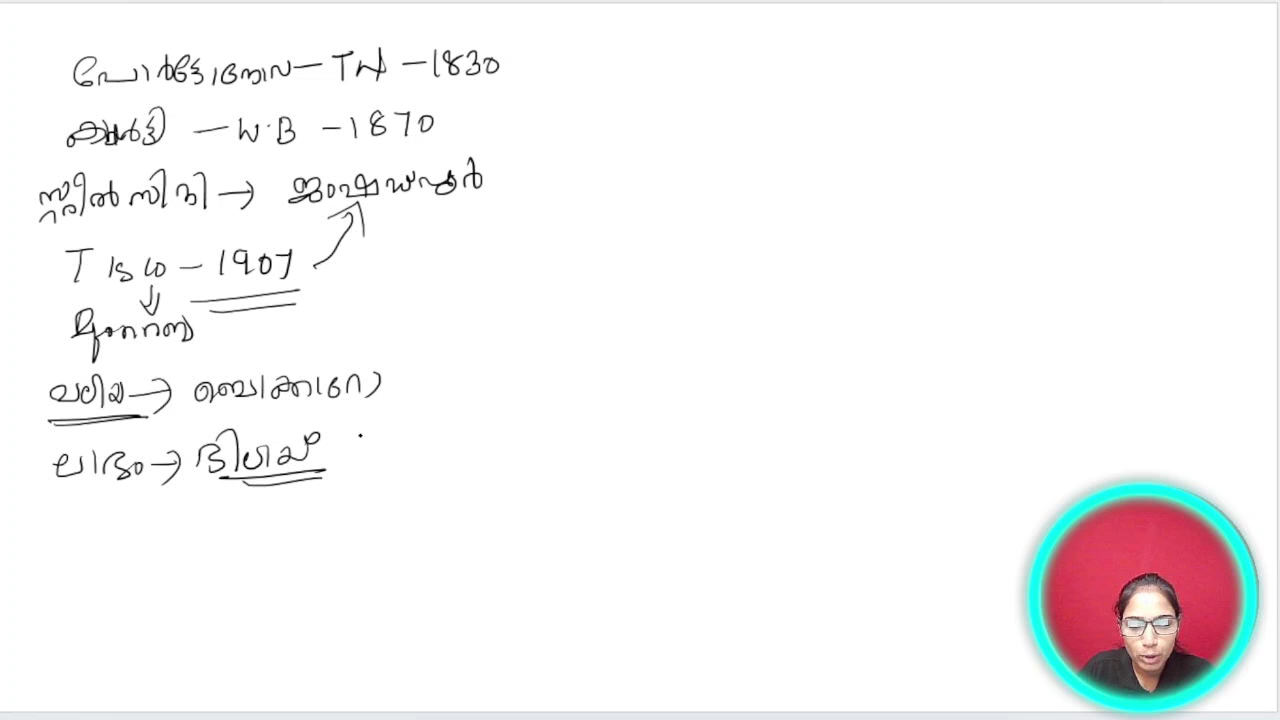 പോർട്ടോനോവ – TN – 1830
കുൾട്ടി – W.B – 1870
സ്റ്റീൽ സിറ്റി → ജംഷഡ്പൂർ
TISCO – 1907
വലിയ → ബൊക്കാറോ
ലാഭം → ഭിലായ്